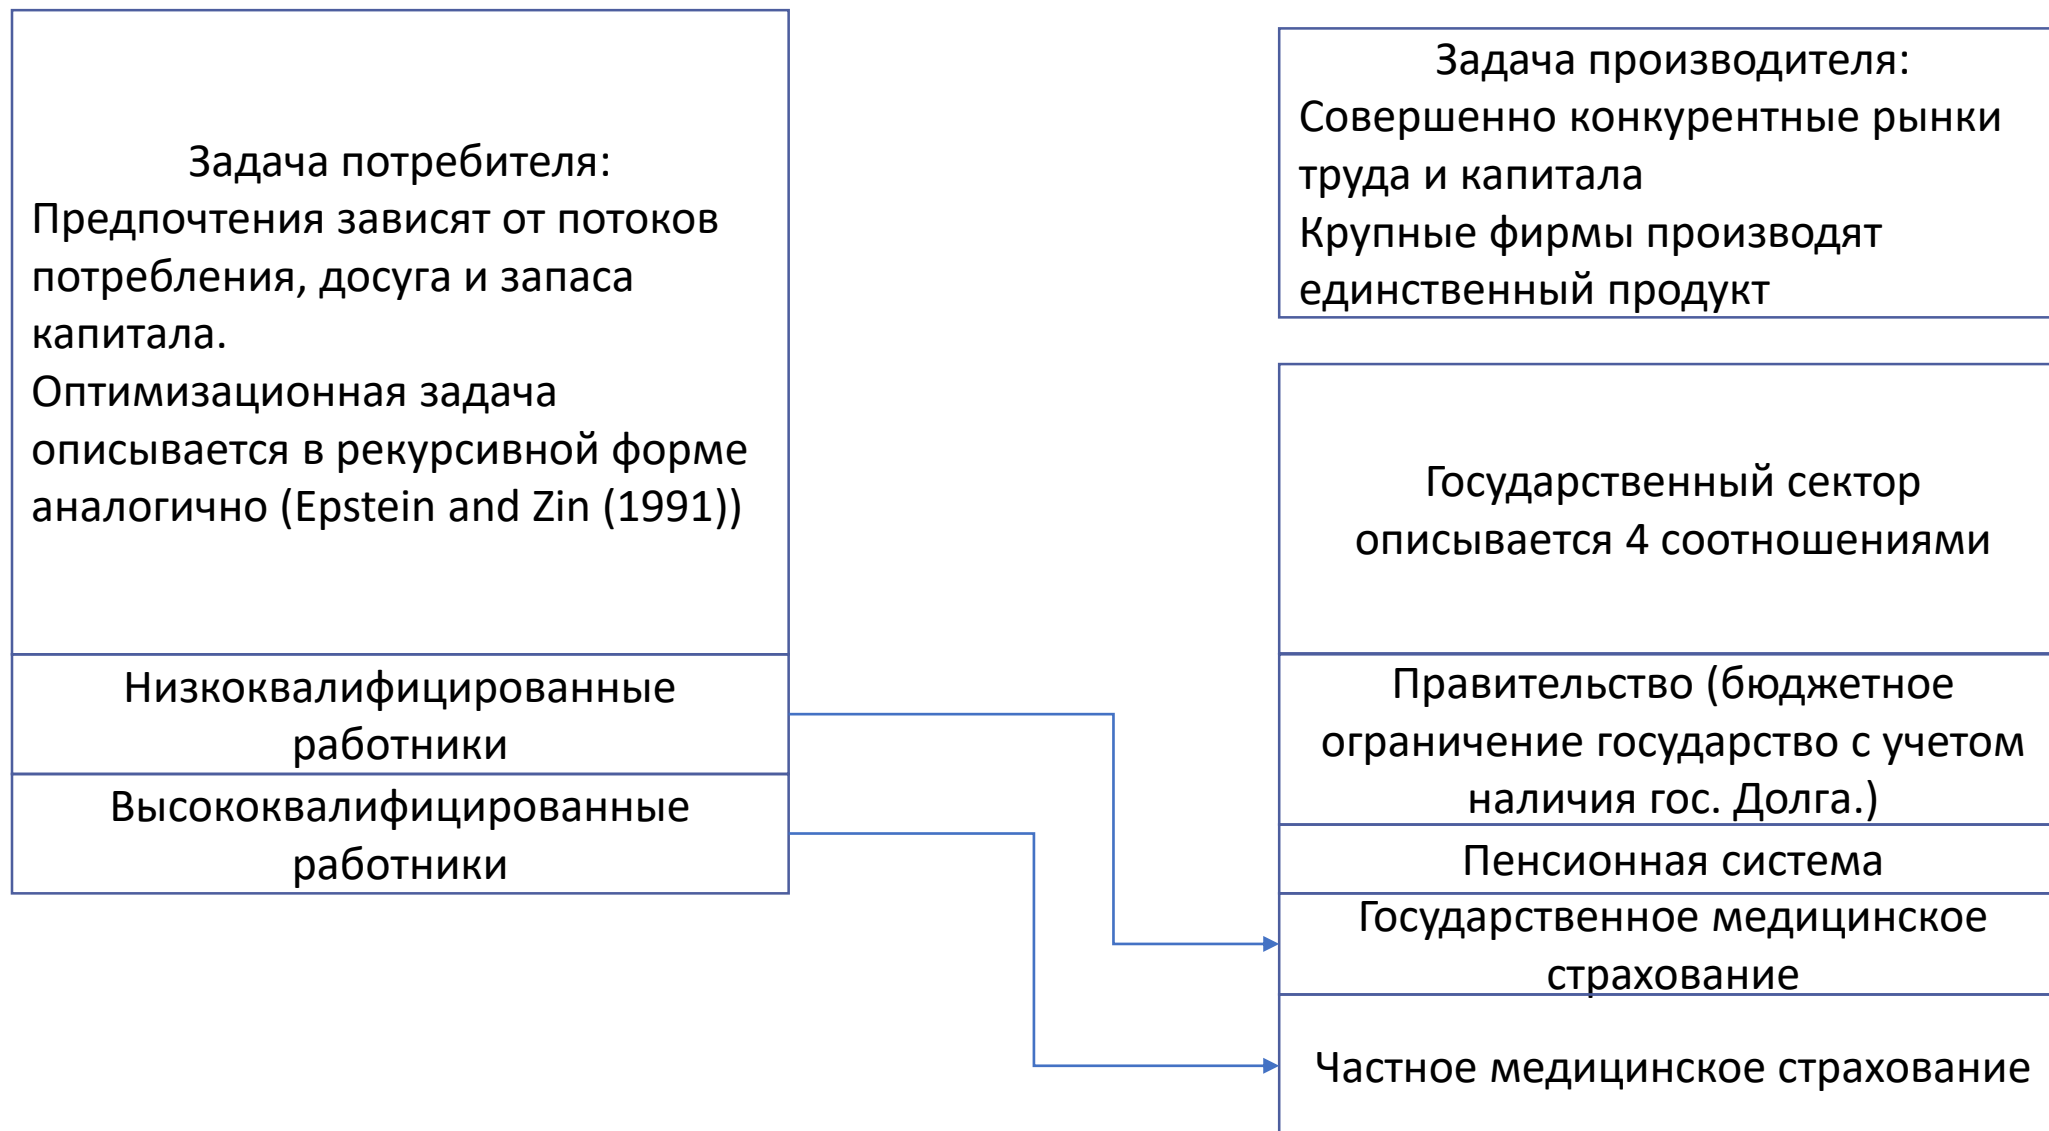 Задача потребителя:
Предпочтения зависят от потоков
потребления, досуга и запаса
капитала.
Оптимизационная задача
описывается в рекурсивной форме
аналогично (Epstein and Zin (1991))
Низкоквалифицированные
работники
Высококвалифицированные
работники
Задача производителя:
Совершенно конкурентные рынки
труда и капитала
Крупные фирмы производят
единственный продукт
Государственный сектор
описывается 4 соотношениями
Правительство (бюджетное
ограничение государство с учетом
наличия гос. Долга.)
Пенсионная система
Государственное медицинское
страхование
Частное медицинское страхование